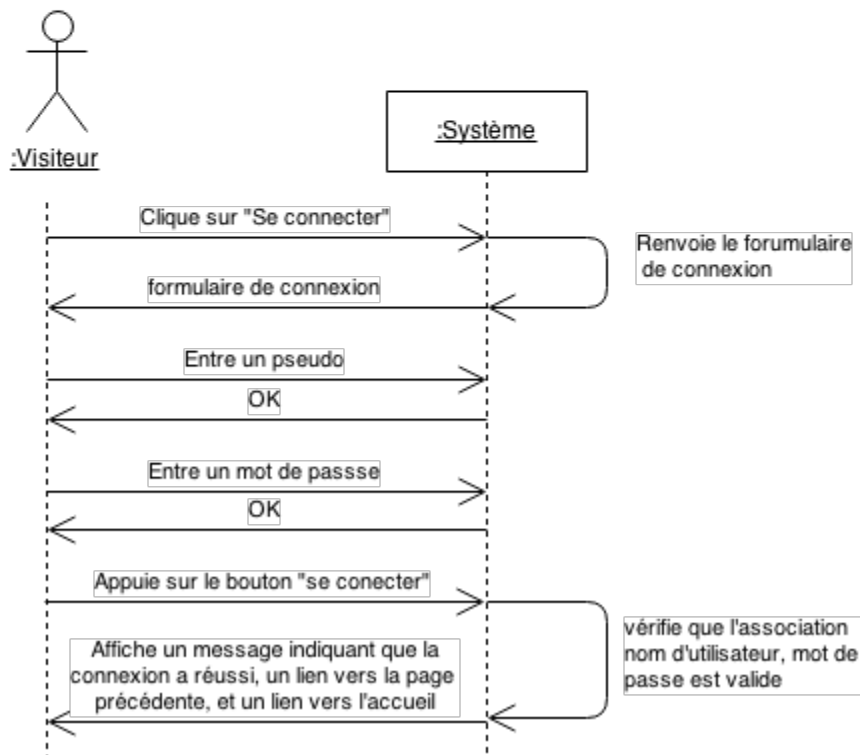 :Visiteur
:Système
Clique sur "Se connecter"
Renvoie le forumulaire
de connexion
formulaire de connexion
Entre un pseudo
OK
Entre un mot de passse
OK
Appuie sur le bouton "se conecter"
vérifie que l'association
nom d'utilisateur, mot de
passe est valide
Affiche un message indiquant que la
connexion a réussi, un lien vers la page
précédente, et un lien vers l'accueil